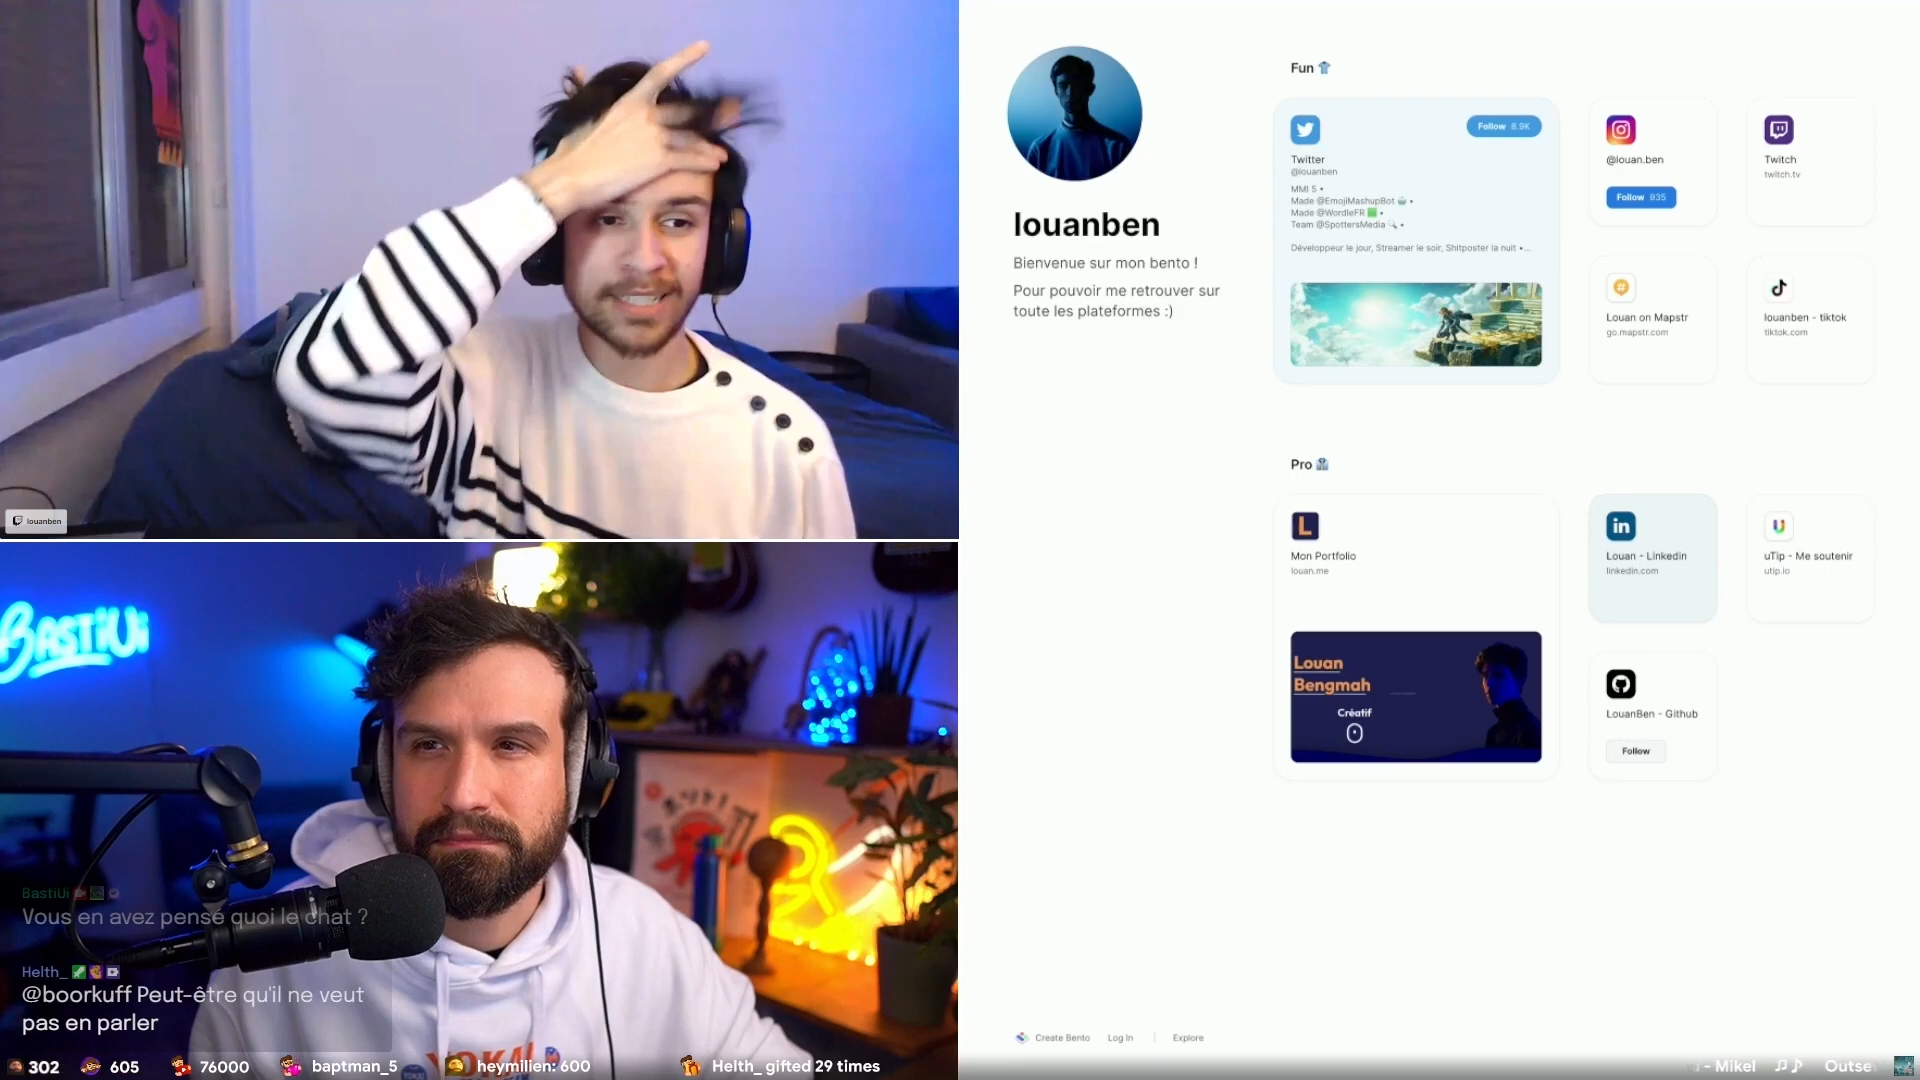 louanben
BASTIUi
BastiUi
Vous en avez pensé quoi le chat ?
Helth_
@boorkuff Peut-être qu'il ne veut
pas en parler
302
605
76000
baptman_5
heymilien: 600
Helth_ gifted 29 times
louanben
Bienvenue sur mon bento !
Pour pouvoir me retrouver sur
toute les plateformes :)
Fun
Follow 8.9K
Twitter
@louanben
MMI 5 •
Made @EmojiMashupBot •
Made @WordleFR •
Team @SpottersMedia •
Développeur le jour, Streamer le soir, Shitposter la nuit •...
@louan.ben
Follow 935
Twitch
twitch.tv
Louan on Mapstr
go.mapstr.com
louanben - tiktok
tiktok.com
Pro
L
Mon Portfolio
louan.me
Louan
Bengmah
Créatif
in
Louan - Linkedin
linkedin.com
uTip - Me soutenir
utip.io
LouanBen - Github
Follow
Create Bento
Log In
Explore
- Mikel
Outse